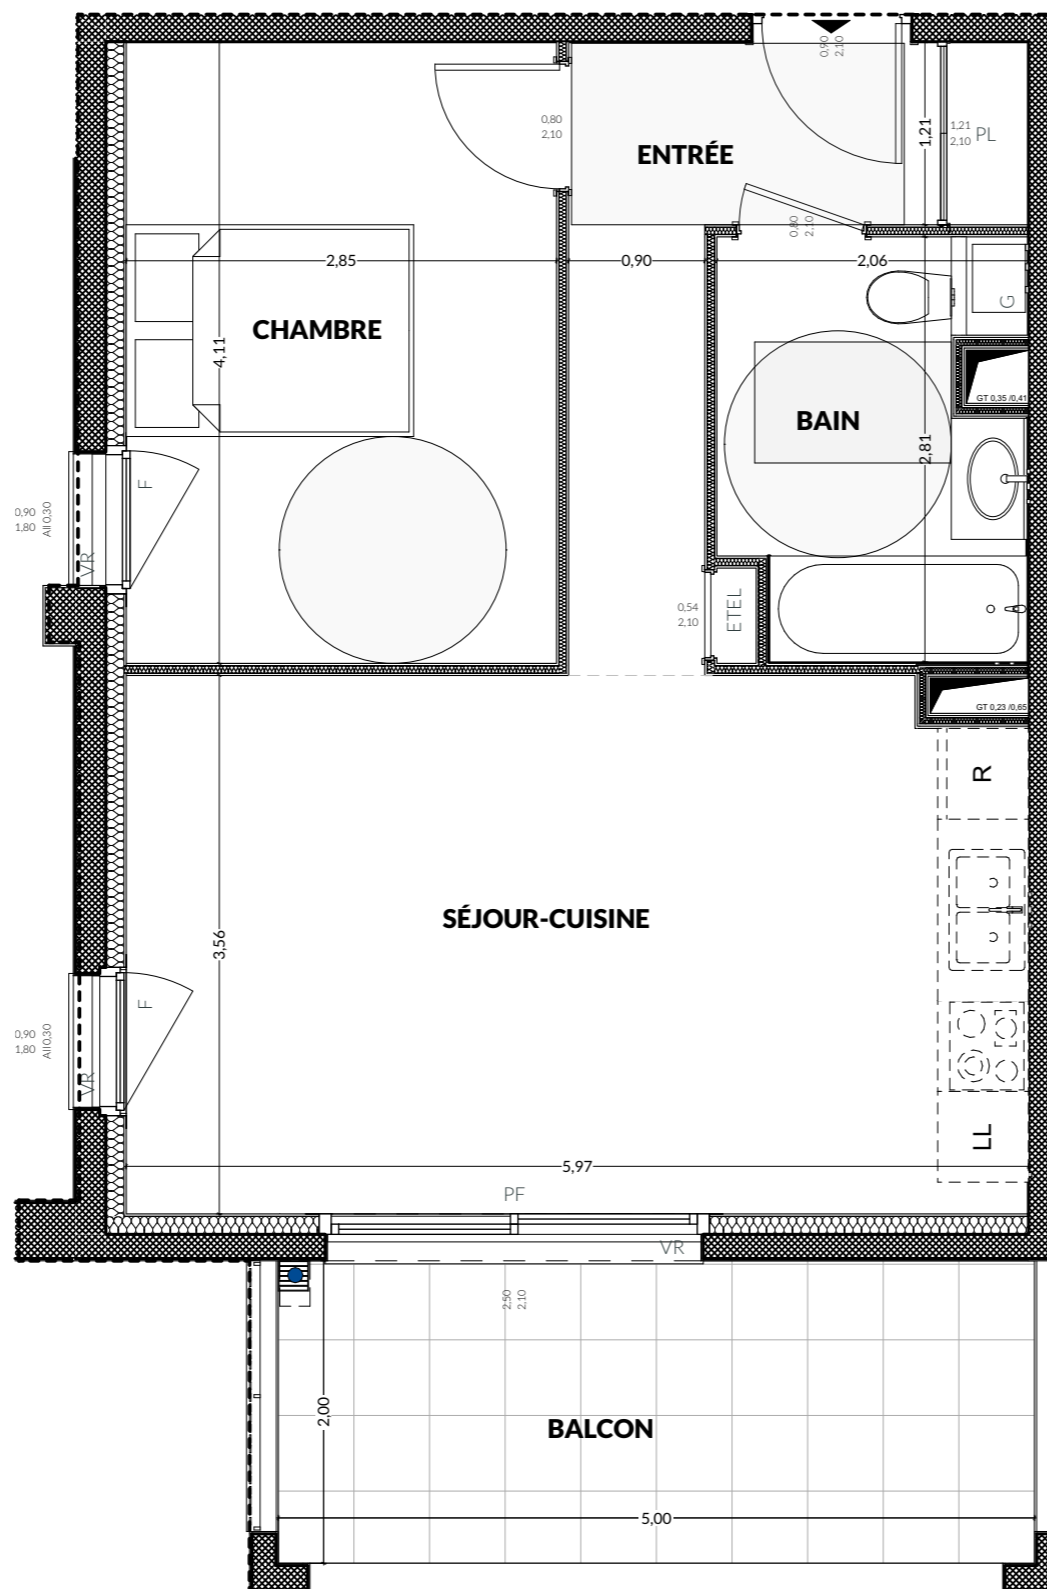 0,90
2,10
0,80
2,10
ENTRÉE
1,21
1,21
2,10
PL
0,80
2,10
2,85
0,90
2,06
G
CHAMBRE
4,11
GT 0,35 /0,41
BAIN
2,81
F
0,90
1,80
All 0,30
VR
0,54
2,10
ETEL
GT 0,23 /0,65
R
SÉJOUR-CUISINE
3,56
F
0,90
1,80
All 0,30
VR
LL
5,97
PF
VR
2,50
2,10
2,00
BALCON
5,00